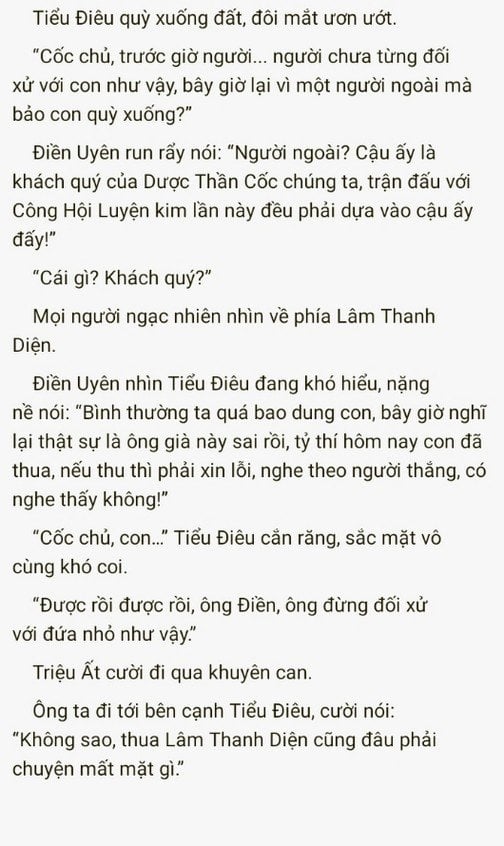 Tiểu Điêu quỳ xuống đất, đôi mắt ươn ướt.
“Cốc chủ, trước giờ người... người chưa từng đối
xử với con như vậy, bây giờ lại vì một người ngoài mà
bảo con quỳ xuống?”
Điền Uyên run rẩy nói: “Người ngoài? Cậu ấy là
khách quý của Dược Thần Cốc chúng ta, trận đấu với
Công Hội Luyện kim lần này đều phải dựa vào cậu ấy
đấy!”
“Cái gì? Khách quý?”
Mọi người ngạc nhiên nhìn về phía Lâm Thanh
Diện.
Điền Uyên nhìn Tiểu Điêu đang khó hiểu, nặng
nề nói: “Bình thường ta quá bao dung con, bây giờ nghĩ
lại thật sự là ông già này sai rồi, tỷ thí hôm nay con đã
thua, nếu thu thì phải xin lỗi, nghe theo người thắng, có
nghe thấy không!”
“Cốc chủ, con...” Tiểu Điêu cắn răng, sắc mặt vô
cùng khó coi.
“Được rồi được rồi, ông Điền, ông đừng đối xử
với đứa nhỏ như vậy.”
Triệu Ất cười đi qua khuyên can.
Ông ta đi tới bên cạnh Tiểu Điêu, cười nói:
“Không sao, thua Lâm Thanh Diện cũng đâu phải
chuyện mất mặt gì.”